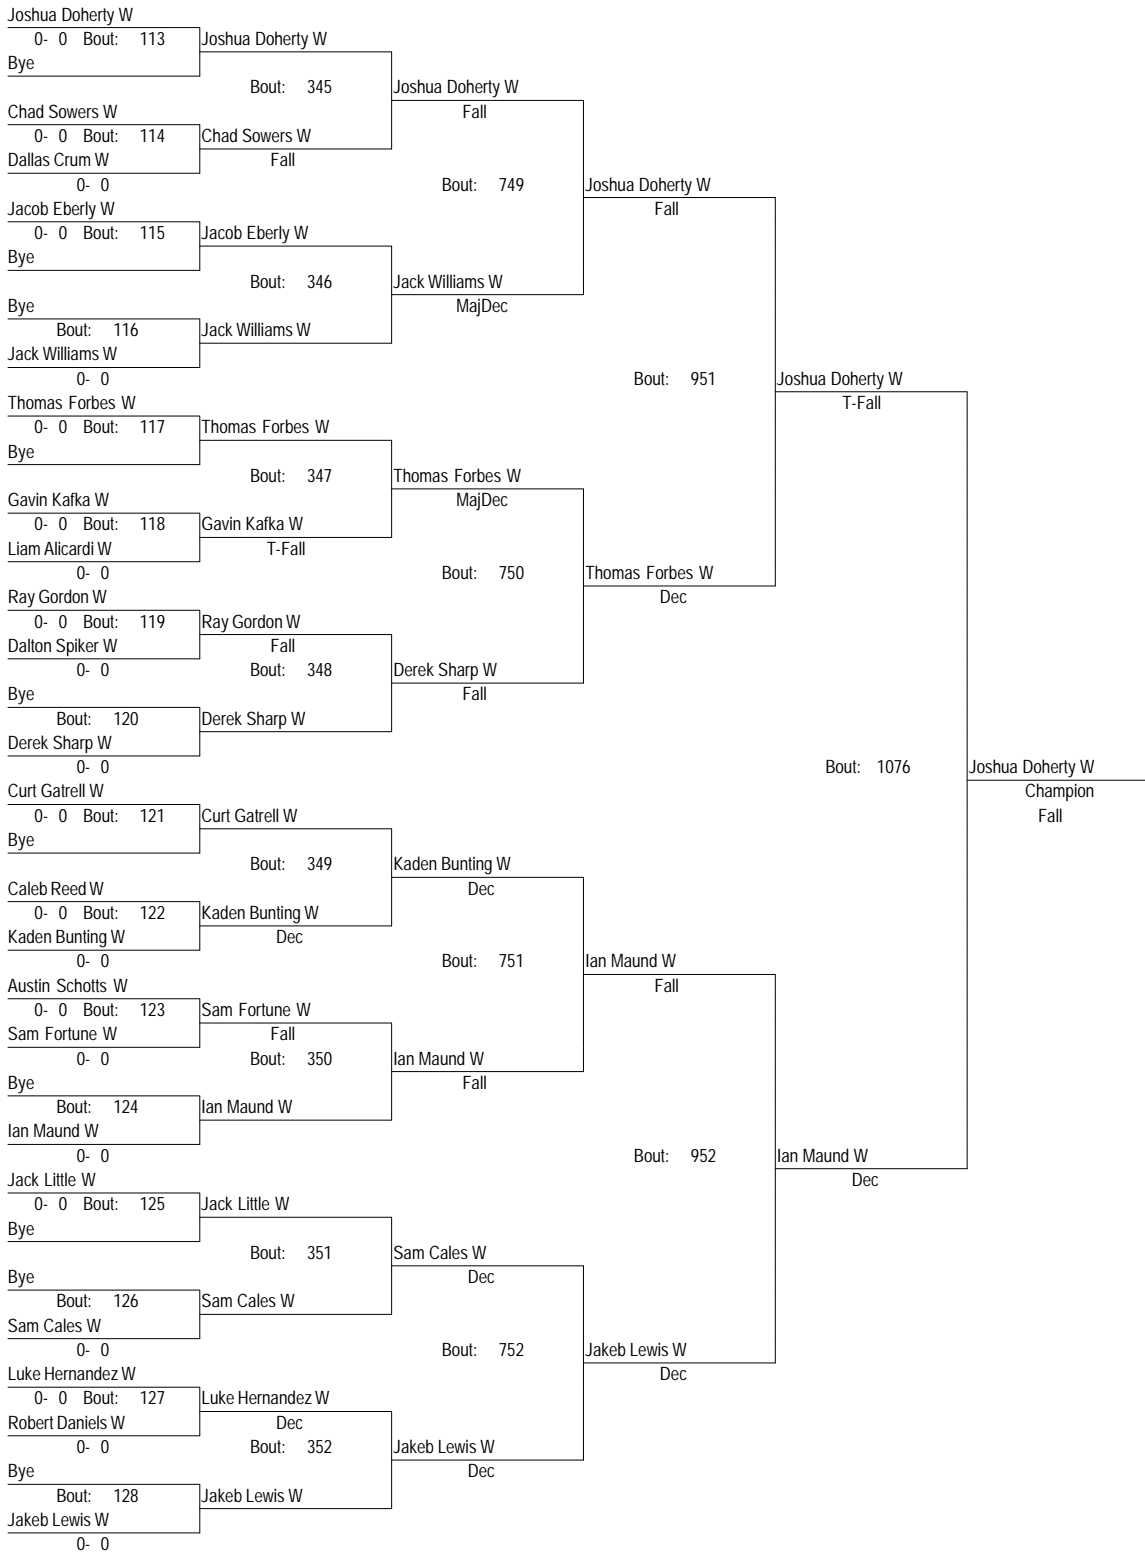 Joshua Doherty W
0- 0 Bout: 113 Joshua Doherty W
Bye
Bout: 345 Joshua Doherty W
Chad Sowers W Fall
0- 0 Bout: 114 Chad Sowers W
Dallas Crum W Fall
0- 0 Bout: 749 Joshua Doherty W
Jacob Eberly W Fall
0- 0 Bout: 115 Jacob Eberly W
Bye
Bout: 346 Jack Williams W
Bye MajDec
Bout: 116 Jack Williams W
Jack Williams W
0- 0 Bout: 951 Joshua Doherty W
Thomas Forbes W T-Fall
0- 0 Bout: 117 Thomas Forbes W
Bye
Bout: 347 Thomas Forbes W
Gavin Kafka W MajDec
0- 0 Bout: 118 Gavin Kafka W
Liam Alicardi W T-Fall
0- 0 Bout: 750 Thomas Forbes W
Ray Gordon W Dec
0- 0 Bout: 119 Ray Gordon W
Dalton Spiker W Fall
0- 0 Bout: 348 Derek Sharp W
Bye Fall
Bout: 120 Derek Sharp W
Derek Sharp W
0- 0 Bout: 1076 Joshua Doherty W
Curt Gatrell W Champion
0- 0 Bout: 121 Curt Gatrell W Fall
Bye
Bout: 349 Kaden Bunting W
Caleb Reed W Dec
0- 0 Bout: 122 Kaden Bunting W
Kaden Bunting W Dec
0- 0 Bout: 751 Ian Maund W
Austin Schotts W Fall
0- 0 Bout: 123 Sam Fortune W
Sam Fortune W Fall
0- 0 Bout: 350 Ian Maund W
Bye Fall
Bout: 124 Ian Maund W
Ian Maund W
0- 0 Bout: 952 Ian Maund W
Jack Little W Dec
0- 0 Bout: 125 Jack Little W
Bye
Bout: 351 Sam Cales W
Bye Dec
Bout: 126 Sam Cales W
Sam Cales W
0- 0 Bout: 752 Jakeb Lewis W
Luke Hernandez W Dec
0- 0 Bout: 127 Luke Hernandez W
Robert Daniels W Dec
0- 0 Bout: 352 Jakeb Lewis W
Bye Dec
Bout: 128 Jakeb Lewis W
Jakeb Lewis W
0- 0